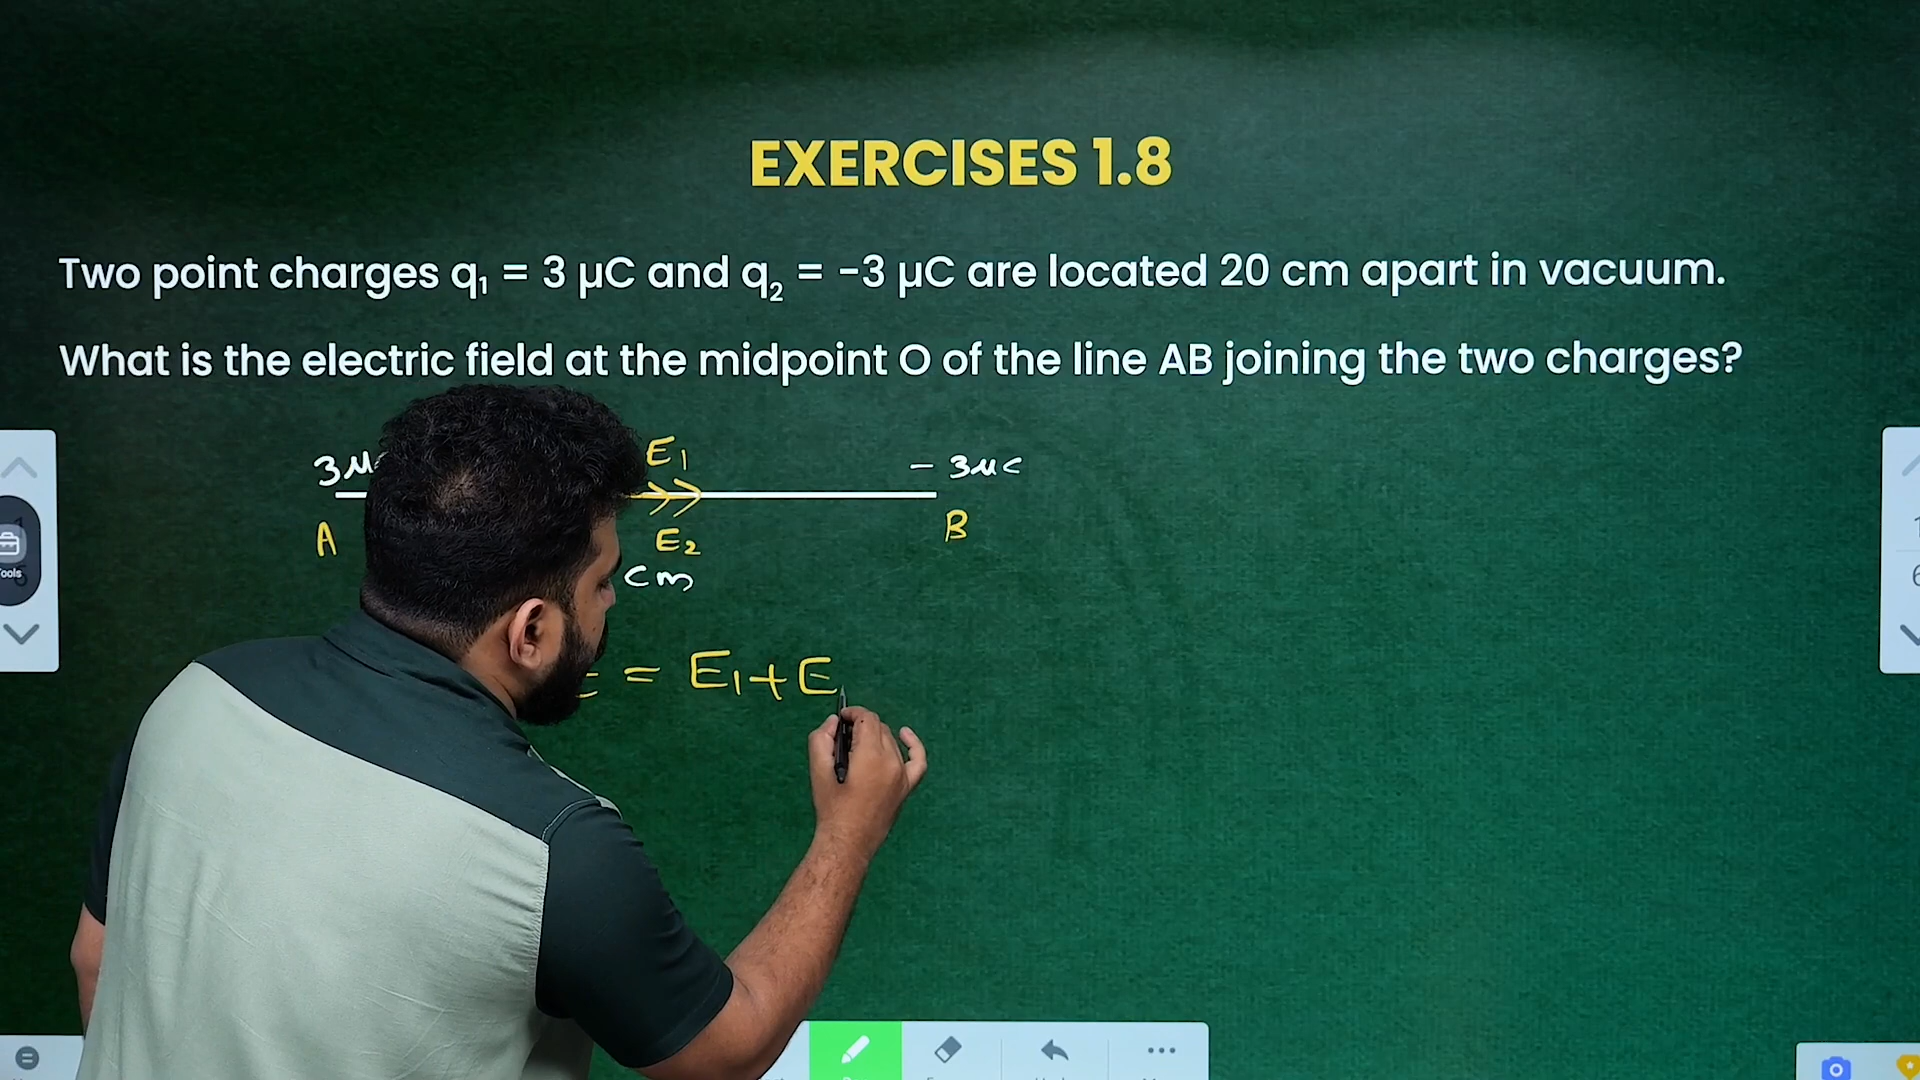 EXERCISES 1.8
Two point charges q₁ = 3 μC and q₂ = −3 μC are located 20 cm apart in vacuum.
What is the electric field at the midpoint O of the line AB joining the two charges?
3μ E₁ − 3μC
A E₂ B
cm
= E₁ + E
Tools